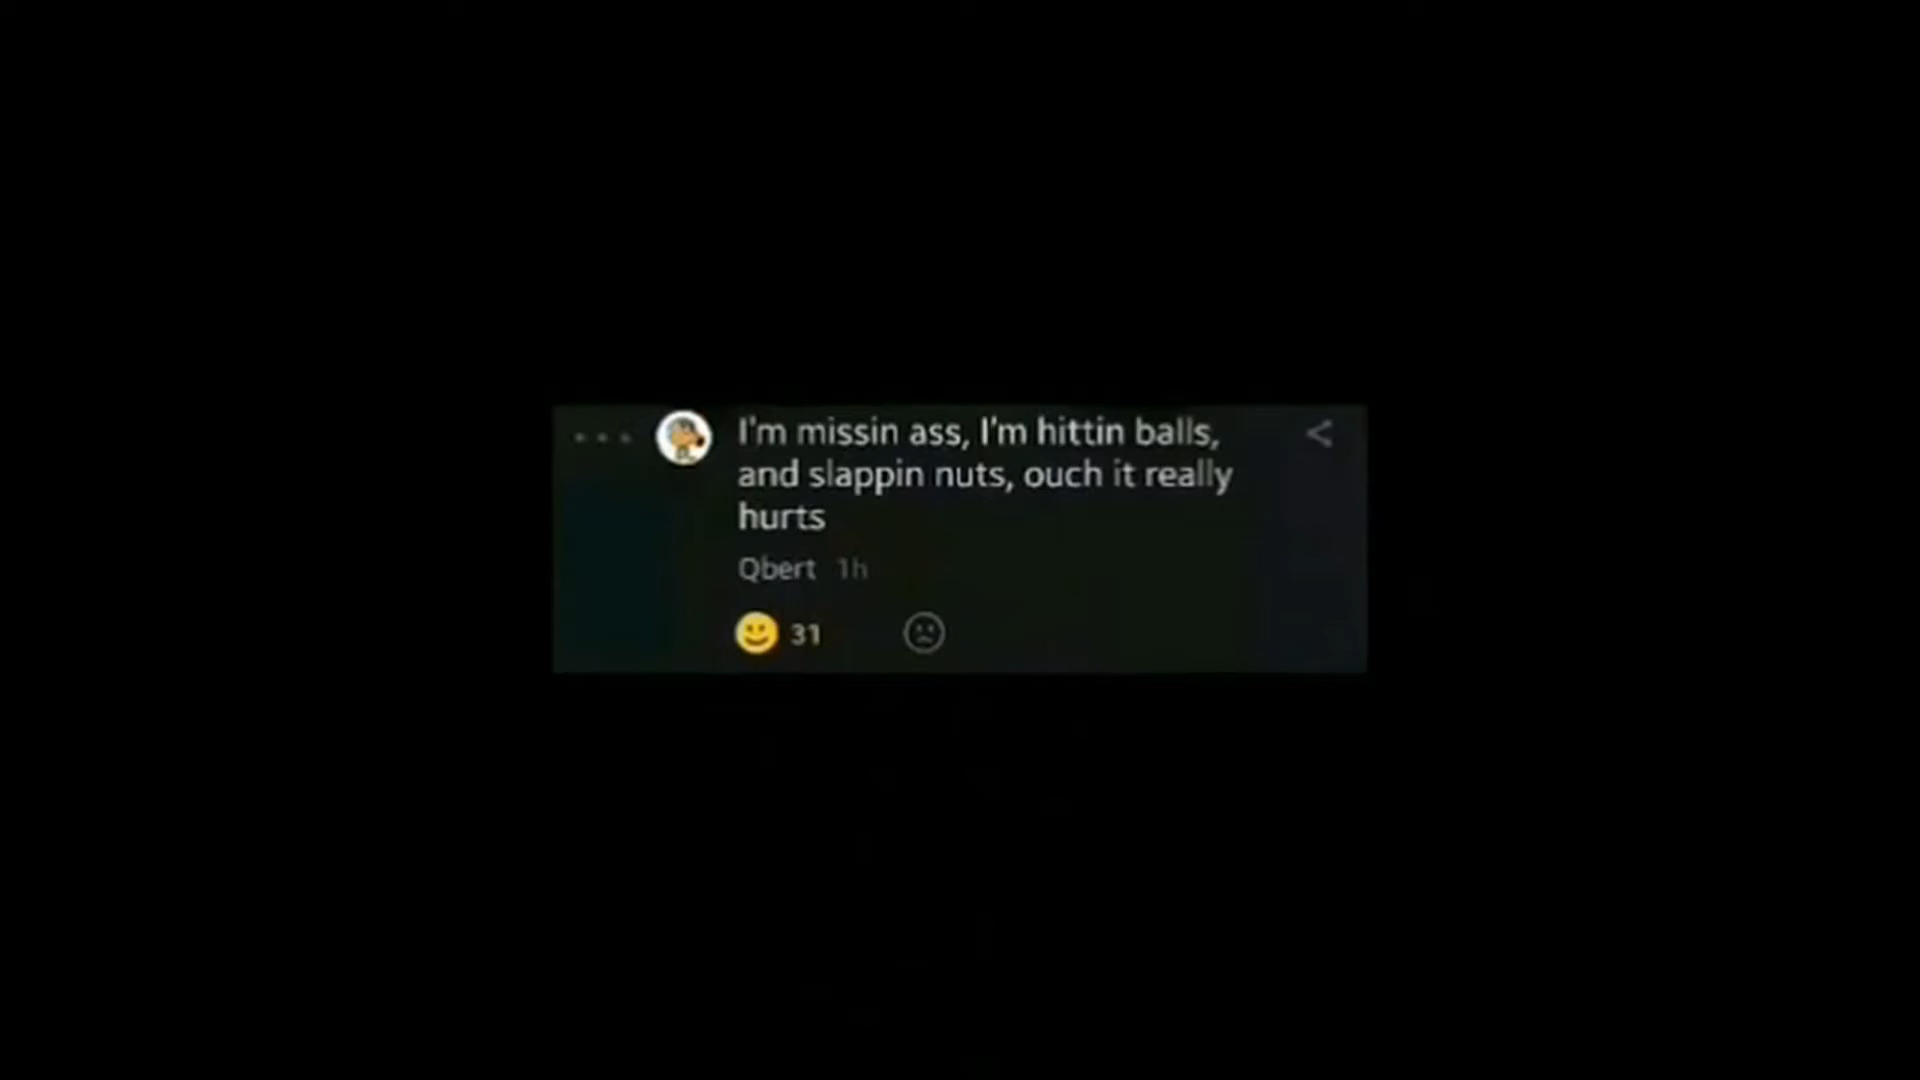 I'm missin ass, I'm hittin balls,
and slappin nuts, ouch it really
hurts
Qbert 1h
31